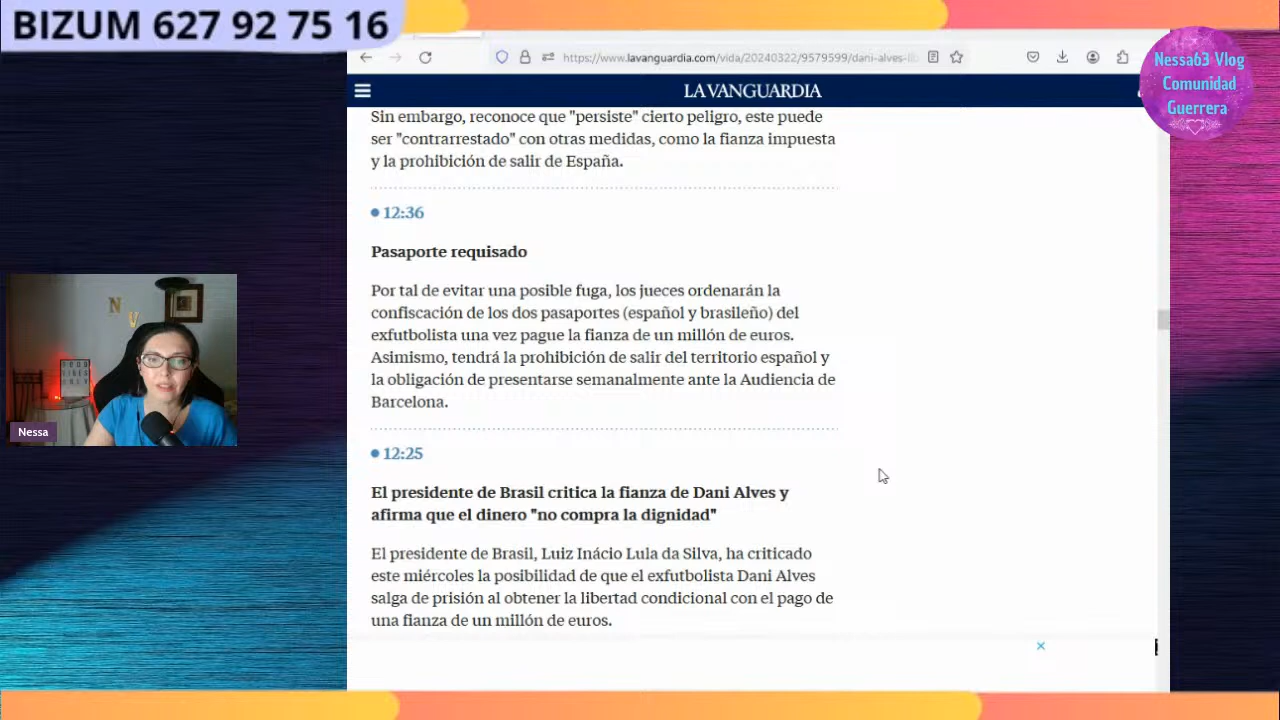 BIZUM 627 92 75 16
https://www.lavanguardia.com/vida/20240322/9579599/dani-alves-lib
Nessa63 Vlog
Comunidad
Guerrera
LA VANGUARDIA
Sin embargo, reconoce que "persiste" cierto peligro, este puede
ser "contrarrestado" con otras medidas, como la fianza impuesta
y la prohibición de salir de España.
12:36
Pasaporte requisado
Por tal de evitar una posible fuga, los jueces ordenarán la
confiscación de los dos pasaportes (español y brasileño) del
exfutbolista una vez pague la fianza de un millón de euros.
Asimismo, tendrá la prohibición de salir del territorio español y
la obligación de presentarse semanalmente ante la Audiencia de
Barcelona.
12:25
El presidente de Brasil critica la fianza de Dani Alves y
afirma que el dinero "no compra la dignidad"
El presidente de Brasil, Luiz Inácio Lula da Silva, ha criticado
este miércoles la posibilidad de que el exfutbolista Dani Alves
salga de prisión al obtener la libertad condicional con el pago de
una fianza de un millón de euros.
N
V
Nessa